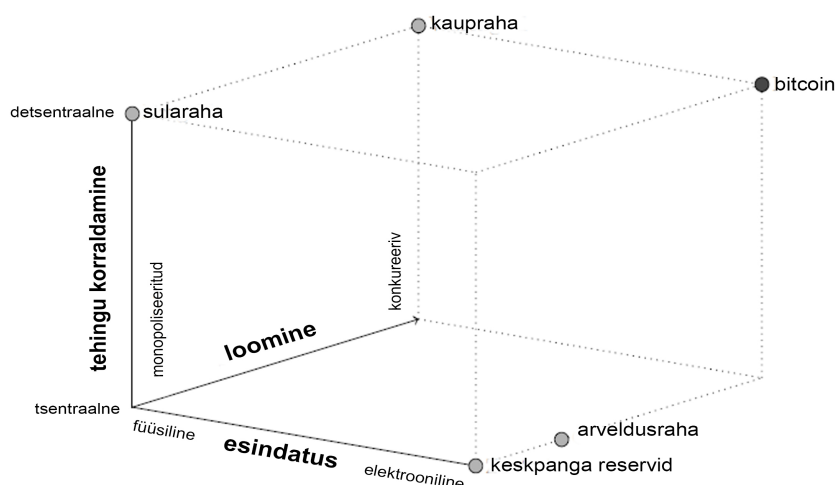 kaupraha
bitcoin
detsentraalne
sularaha
tehingu korraldamine
monopoliseeritud
konkureeriv
loomine
tsentraalne
füüsiline
esindatus
elektrooniline
arveldusraha
keskpanga reservid